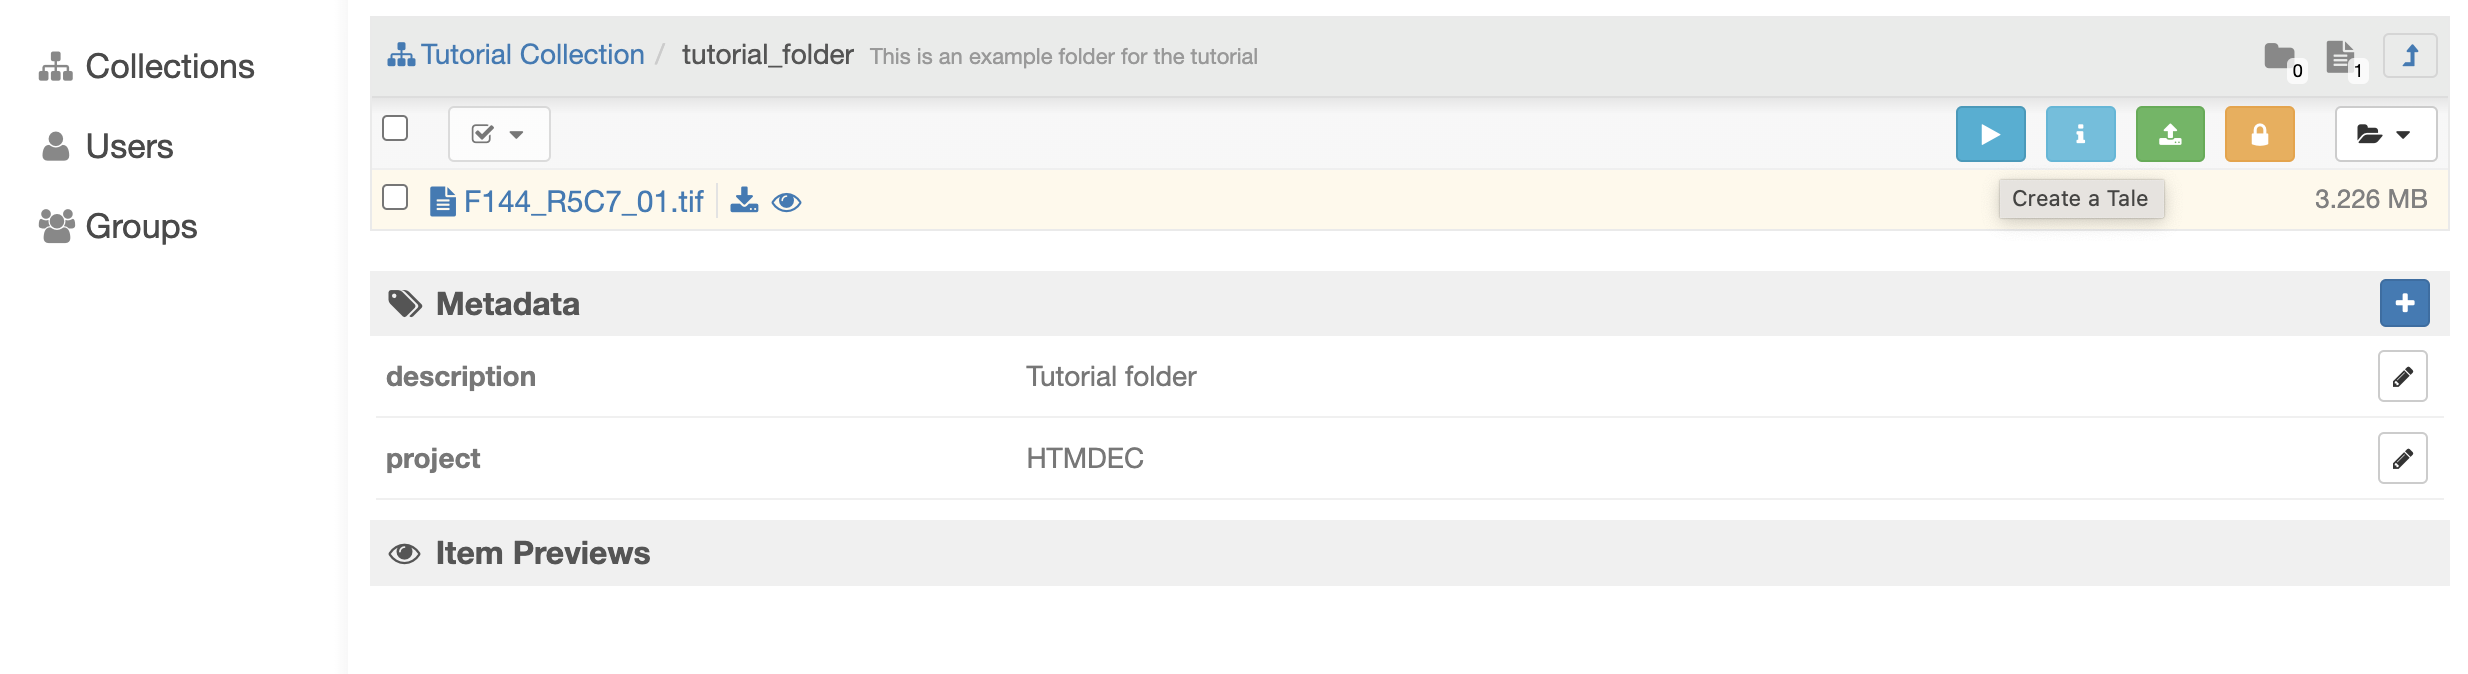 Collections
Users
Groups
Tutorial Collection / tutorial_folder This is an example folder for the tutorial 0 1
F144_R5C7_01.tif Create a Tale 3.226 MB
Metadata
description Tutorial folder
project HTMDEC
Item Previews